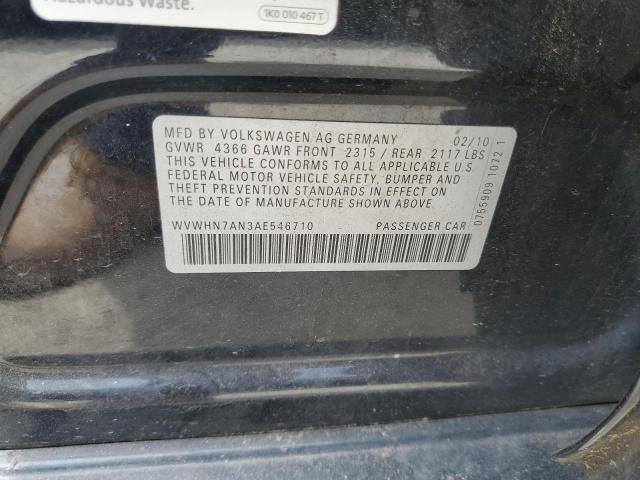 Hazardous Waste.
1K0 010 467 T
MFD BY VOLKSWAGEN AG GERMANY 02/10
GVWR 4366 GAWR FRONT 2315 / REAR 2117 LBS
THIS VEHICLE CONFORMS TO ALL APPLICABLE U.S
FEDERAL MOTOR VEHICLE SAFETY, BUMPER AND
THEFT PREVENTION STANDARDS IN EFFECT ON
THE DATE OF MANUFACTURE SHOWN ABOVE.
WVWHN7AN3AE546710 PASSENGER CAR
0755909 1072 1